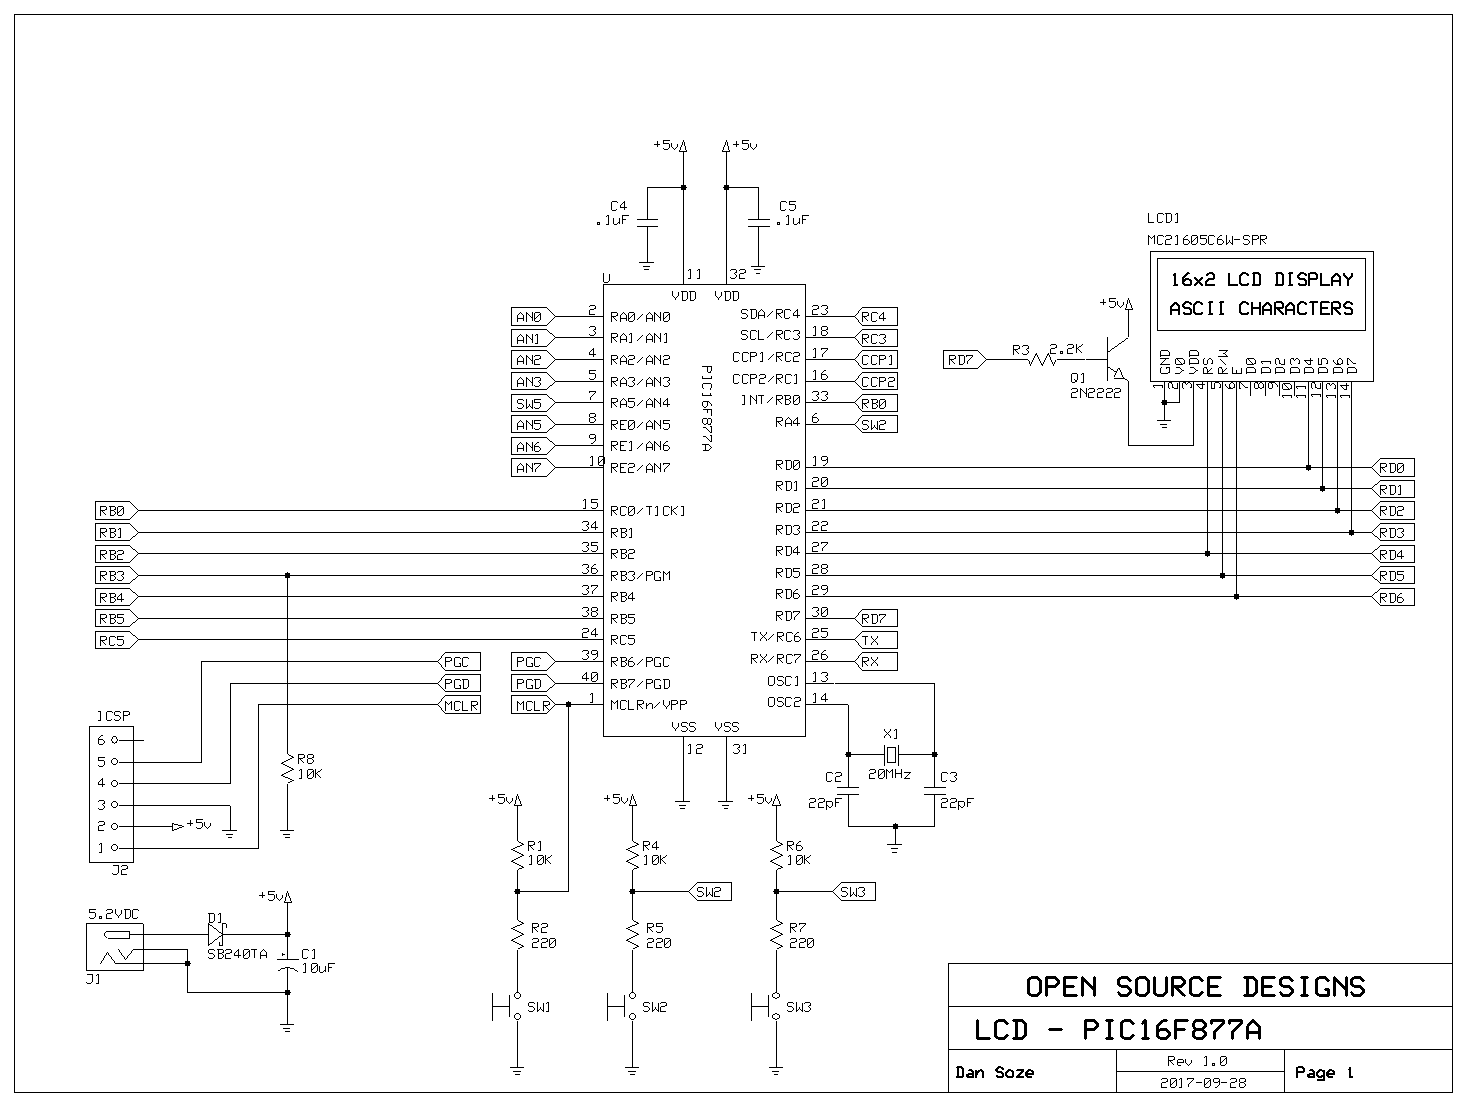 +5v
+5v
C4
.1uF
C5
.1uF
U
11
32
VDD
VDD
AN0
2
RA0/AN0
AN1
3
RA1/AN1
AN2
4
RA2/AN2
AN3
5
RA3/AN3
SW5
7
RA5/AN4
AN5
8
RE0/AN5
AN6
9
RE1/AN6
AN7
10
RE2/AN7
PIC16F877A
SDA/RC4
23
RC4
SCL/RC3
18
RC3
CCP1/RC2
17
CCP1
CCP2/RC1
16
CCP2
INT/RB0
33
RB0
RA4
6
SW2
LCD1
MC21605C6W-SPR
16x2 LCD DISPLAY
ASCII CHARACTERS
GND
V0
VDD
RS
R/W
E
D0
D1
D2
D3
D4
D5
D6
D7
1
2
3
4
5
6
7
8
9
10
11
12
13
14
+5v
RD7
R3
2.2K
Q1
2N2222
RD0
19
RD0
RD1
20
RD1
RD2
21
RD2
RD3
22
RD3
RD4
27
RD4
RD5
28
RD5
RD6
29
RD6
RD7
30
RD7
TX/RC6
25
TX
RX/RC7
26
RX
OSC1
13
OSC2
14
RB0
15
RC0/T1CK1
RB1
34
RB1
RB2
35
RB2
RB3
36
RB3/PGM
RB4
37
RB4
RB5
38
RB5
RC5
24
RC5
PGC
PGC
39
RB6/PGC
PGD
PGD
40
RB7/PGD
MCLR
MCLR
1
MCLRn/VPP
VSS
VSS
12
31
X1
20MHz
C2
22pF
C3
22pF
ICSP
6
5
4
3
2
1
+5v
J2
R8
10K
+5v
R1
10K
R2
220
SW1
+5v
R4
10K
SW2
R5
220
SW2
+5v
R6
10K
SW3
R7
220
SW3
5.2VDC
J1
D1
SB240TA
+5v
C1
10uF
OPEN SOURCE DESIGNS
LCD - PIC16F877A
Dan Soze
Rev 1.0
2017-09-28
Page 1